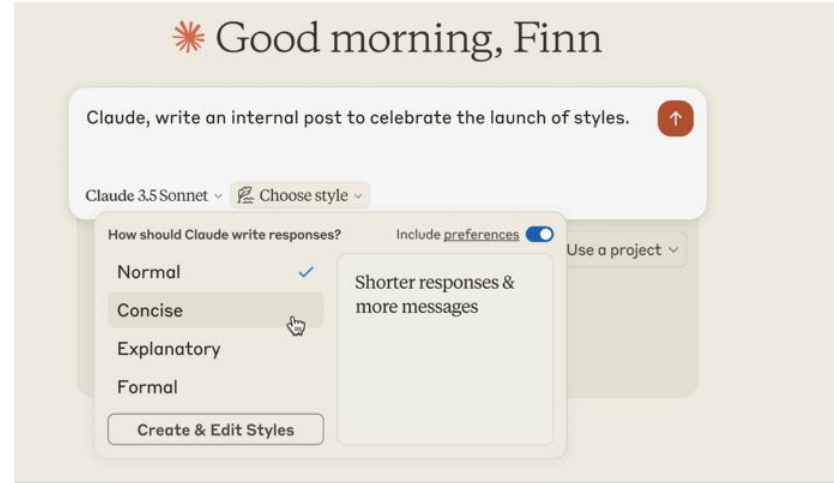 Good morning, Finn
Claude, write an internal post to celebrate the launch of styles.
Claude 3.5 Sonnet
Choose style
How should Claude write responses?
Include preferences
Use a project
Normal
Shorter responses &
more messages
Concise
Explanatory
Formal
Create & Edit Styles